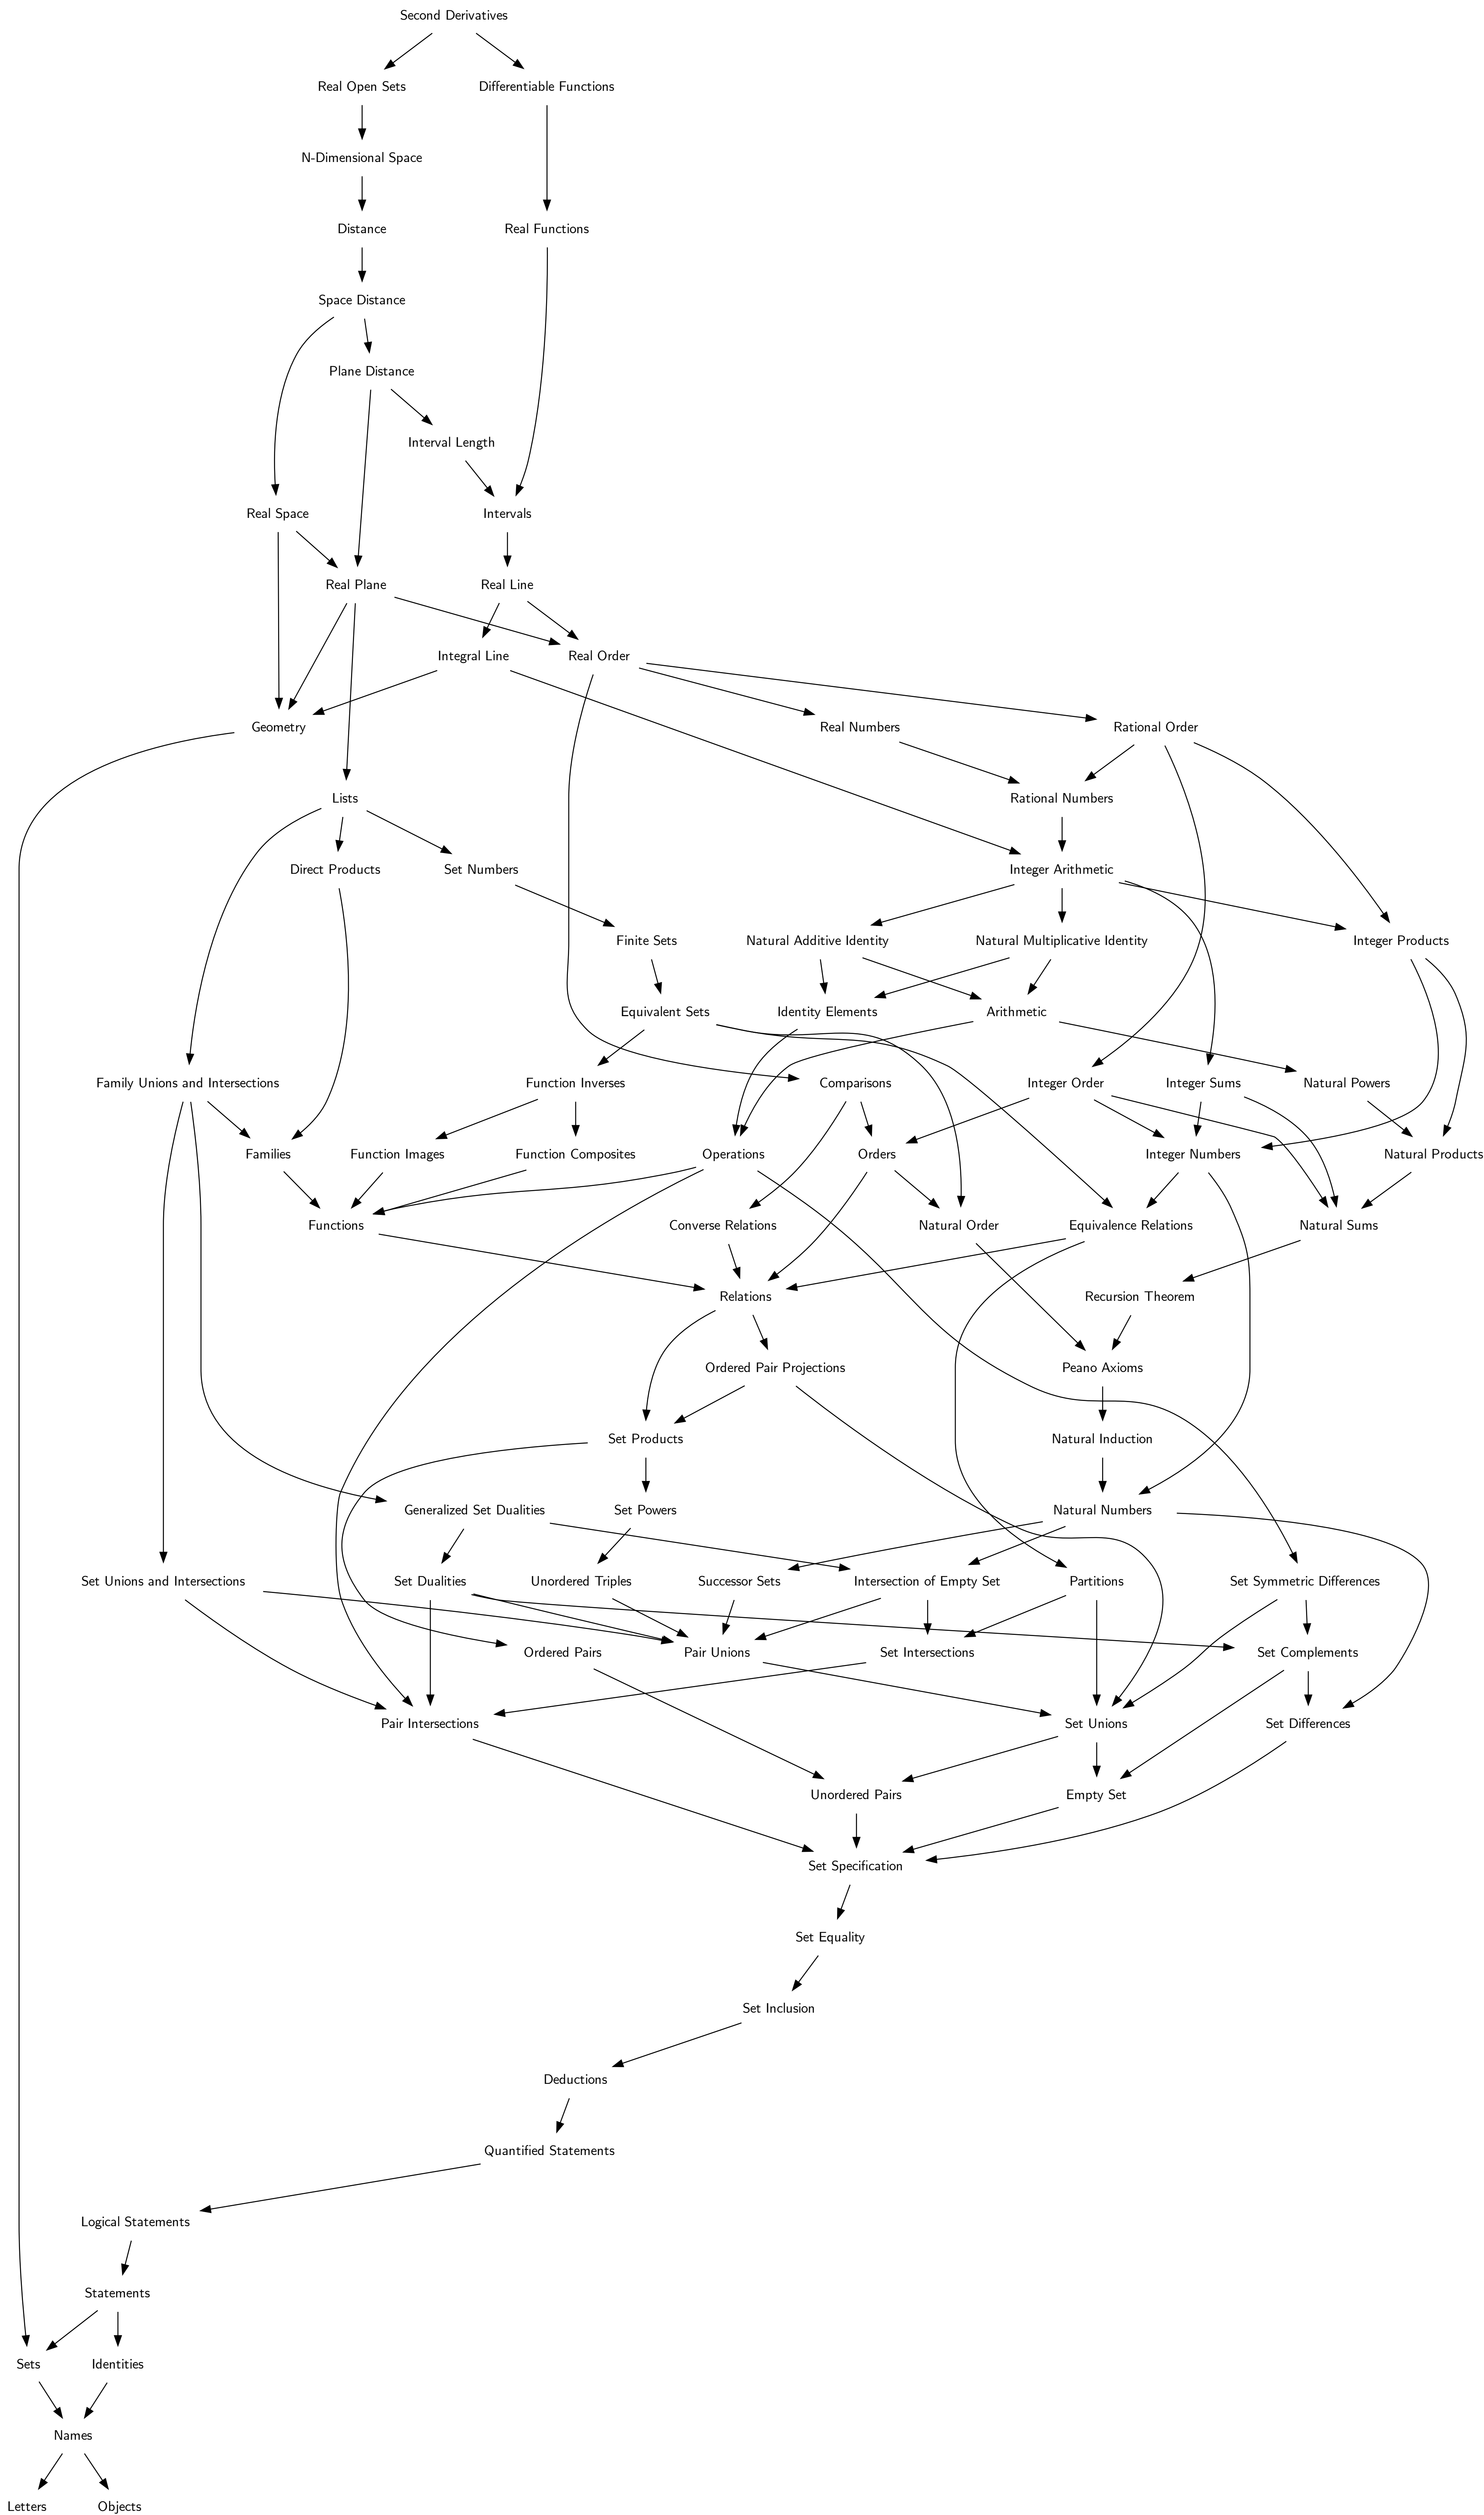 Second Derivatives
Real Open Sets
Differentiable Functions
N-Dimensional Space
Distance
Real Functions
Space Distance
Plane Distance
Interval Length
Real Space
Intervals
Real Plane
Real Line
Integral Line
Real Order
Geometry
Real Numbers
Rational Order
Lists
Rational Numbers
Direct Products
Set Numbers
Integer Arithmetic
Finite Sets
Natural Additive Identity
Natural Multiplicative Identity
Integer Products
Equivalent Sets
Identity Elements
Arithmetic
Family Unions and Intersections
Function Inverses
Comparisons
Integer Order
Integer Sums
Natural Powers
Families
Function Images
Function Composites
Operations
Orders
Integer Numbers
Natural Products
Functions
Converse Relations
Natural Order
Equivalence Relations
Natural Sums
Relations
Recursion Theorem
Ordered Pair Projections
Peano Axioms
Set Products
Natural Induction
Generalized Set Dualities
Set Powers
Natural Numbers
Set Unions and Intersections
Set Dualities
Unordered Triples
Successor Sets
Intersection of Empty Set
Partitions
Set Symmetric Differences
Ordered Pairs
Pair Unions
Set Intersections
Set Complements
Pair Intersections
Set Unions
Set Differences
Unordered Pairs
Empty Set
Set Specification
Set Equality
Set Inclusion
Deductions
Quantified Statements
Logical Statements
Statements
Sets
Identities
Names
Letters
Objects